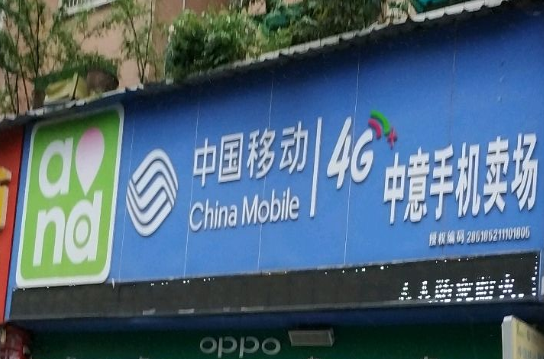 and
中国移动
China Mobile
4G
中意手机卖场
授权编码 28518521110180S
oppo